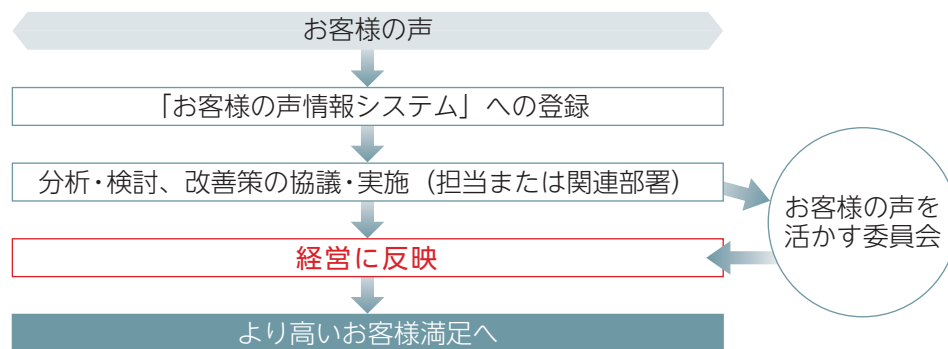 お客様の声
「お客様の声情報システム」への登録
分析・検討、改善策の協議・実施（担当または関連部署）
お客様の声を
活かす委員会
経営に反映
より高いお客様満足へ